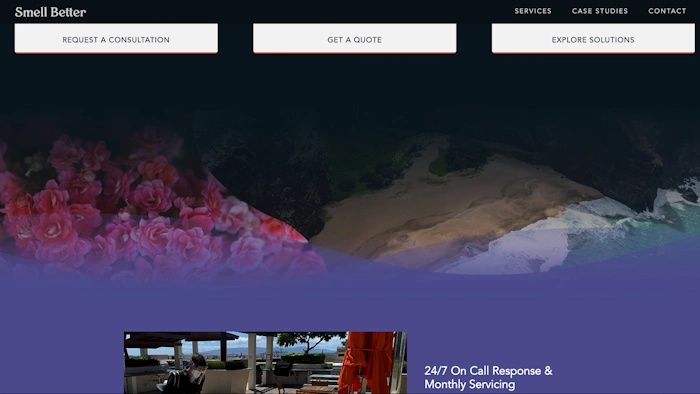 Smell Better
SERVICES
CASE STUDIES
CONTACT
REQUEST A CONSULTATION
GET A QUOTE
EXPLORE SOLUTIONS
24/7 On Call Response &
Monthly Servicing